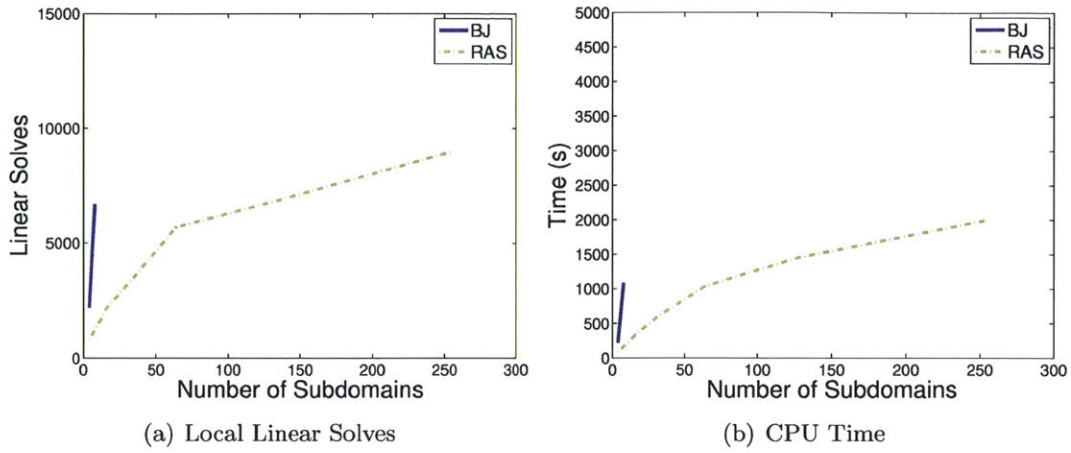 15000
10000
5000
0
Linear Solves
BJ
RAS
0 50 100 150 200 250 300
Number of Subdomains
(a) Local Linear Solves
5000
4500
4000
3500
3000
2500
2000
1500
1000
500
0
Time (s)
BJ
RAS
0 50 100 150 200 250 300
Number of Subdomains
(b) CPU Time